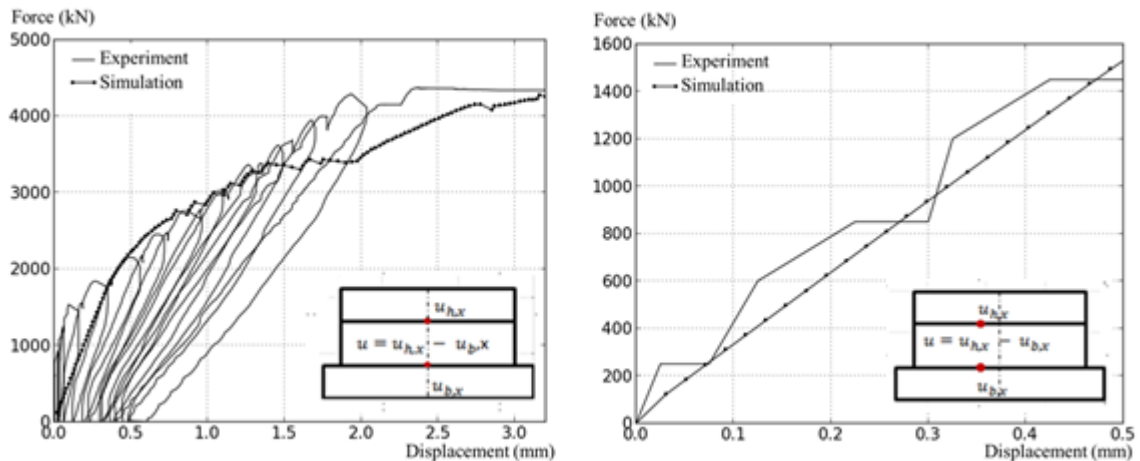 Force (kN)
5000
4000
3000
2000
1000
0
Experiment
Simulation
u_{h,x}
u = u_{h,x} - u_{b,x}
u_{b,x}
0.0 0.5 1.0 1.5 2.0 2.5 3.0
Displacement (mm)
Force (kN)
1600
1400
1200
1000
800
600
400
200
0
Experiment
Simulation
u_{h,x}
u = u_{h,x} - u_{b,x}
u_{b,x}
0.0 0.1 0.2 0.3 0.4 0.5
Displacement (mm)